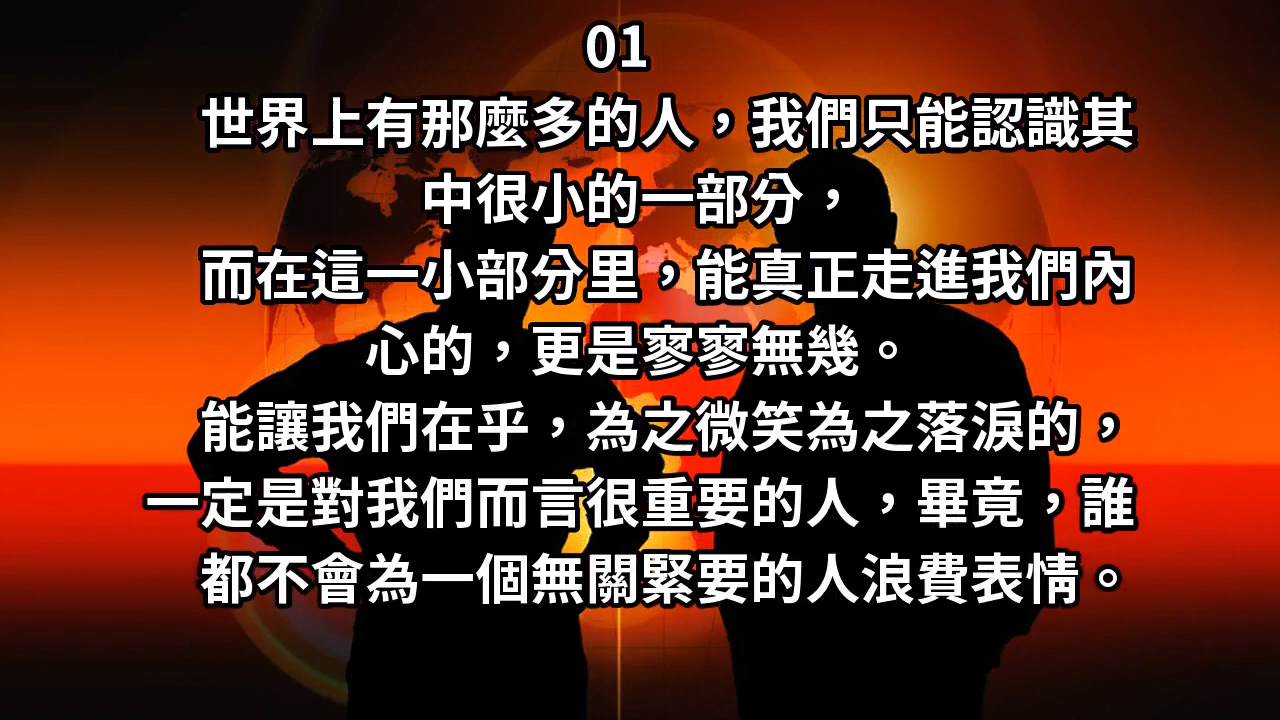 01
世界上有那麼多的人，我們只能認識其
中很小的一部分，
而在這一小部分里，能真正走進我們內
心的，更是寥寥無幾。
能讓我們在乎，為之微笑為之落淚的，
一定是對我們而言很重要的人，畢竟，誰
都不會為一個無關緊要的人浪費表情。